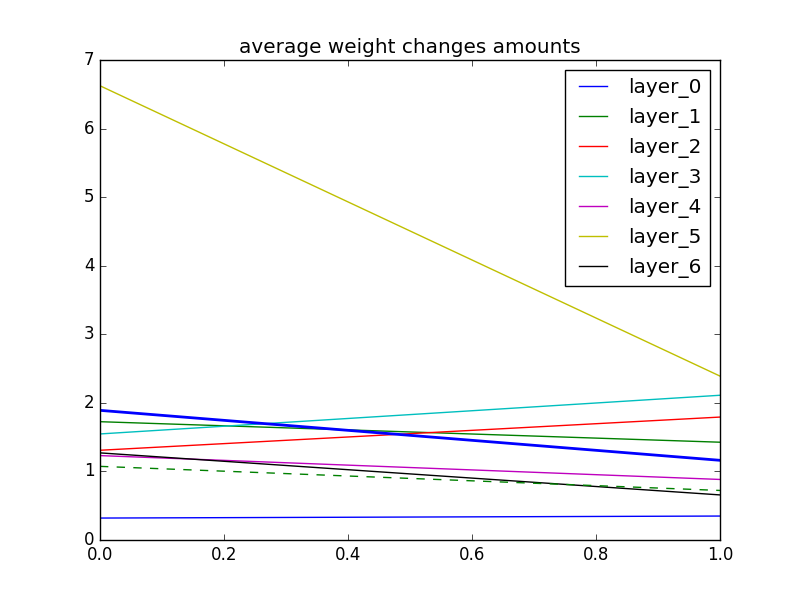 average weight changes amounts
7
6
5
4
3
2
1
0
0.0 0.2 0.4 0.6 0.8 1.0
layer_0
layer_1
layer_2
layer_3
layer_4
layer_5
layer_6